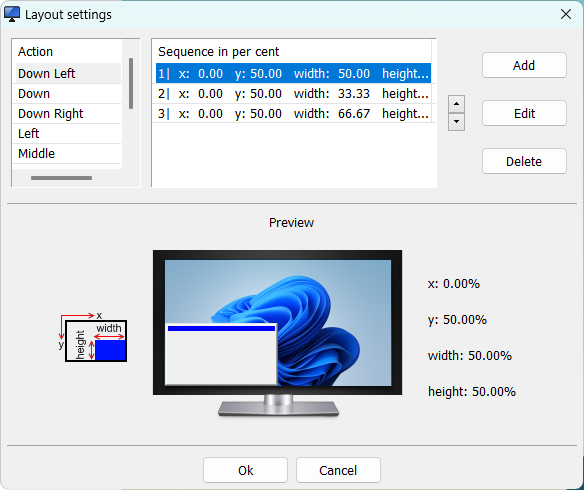 Layout settings
Action
Down Left
Down
Down Right
Left
Middle
Sequence in per cent
1| x: 0.00 y: 50.00 width: 50.00 height...
2| x: 0.00 y: 50.00 width: 33.33 height...
3| x: 0.00 y: 50.00 width: 66.67 height...
Add
Edit
Delete
Preview
x
y
width
height
x: 0.00%
y: 50.00%
width: 50.00%
height: 50.00%
Ok
Cancel